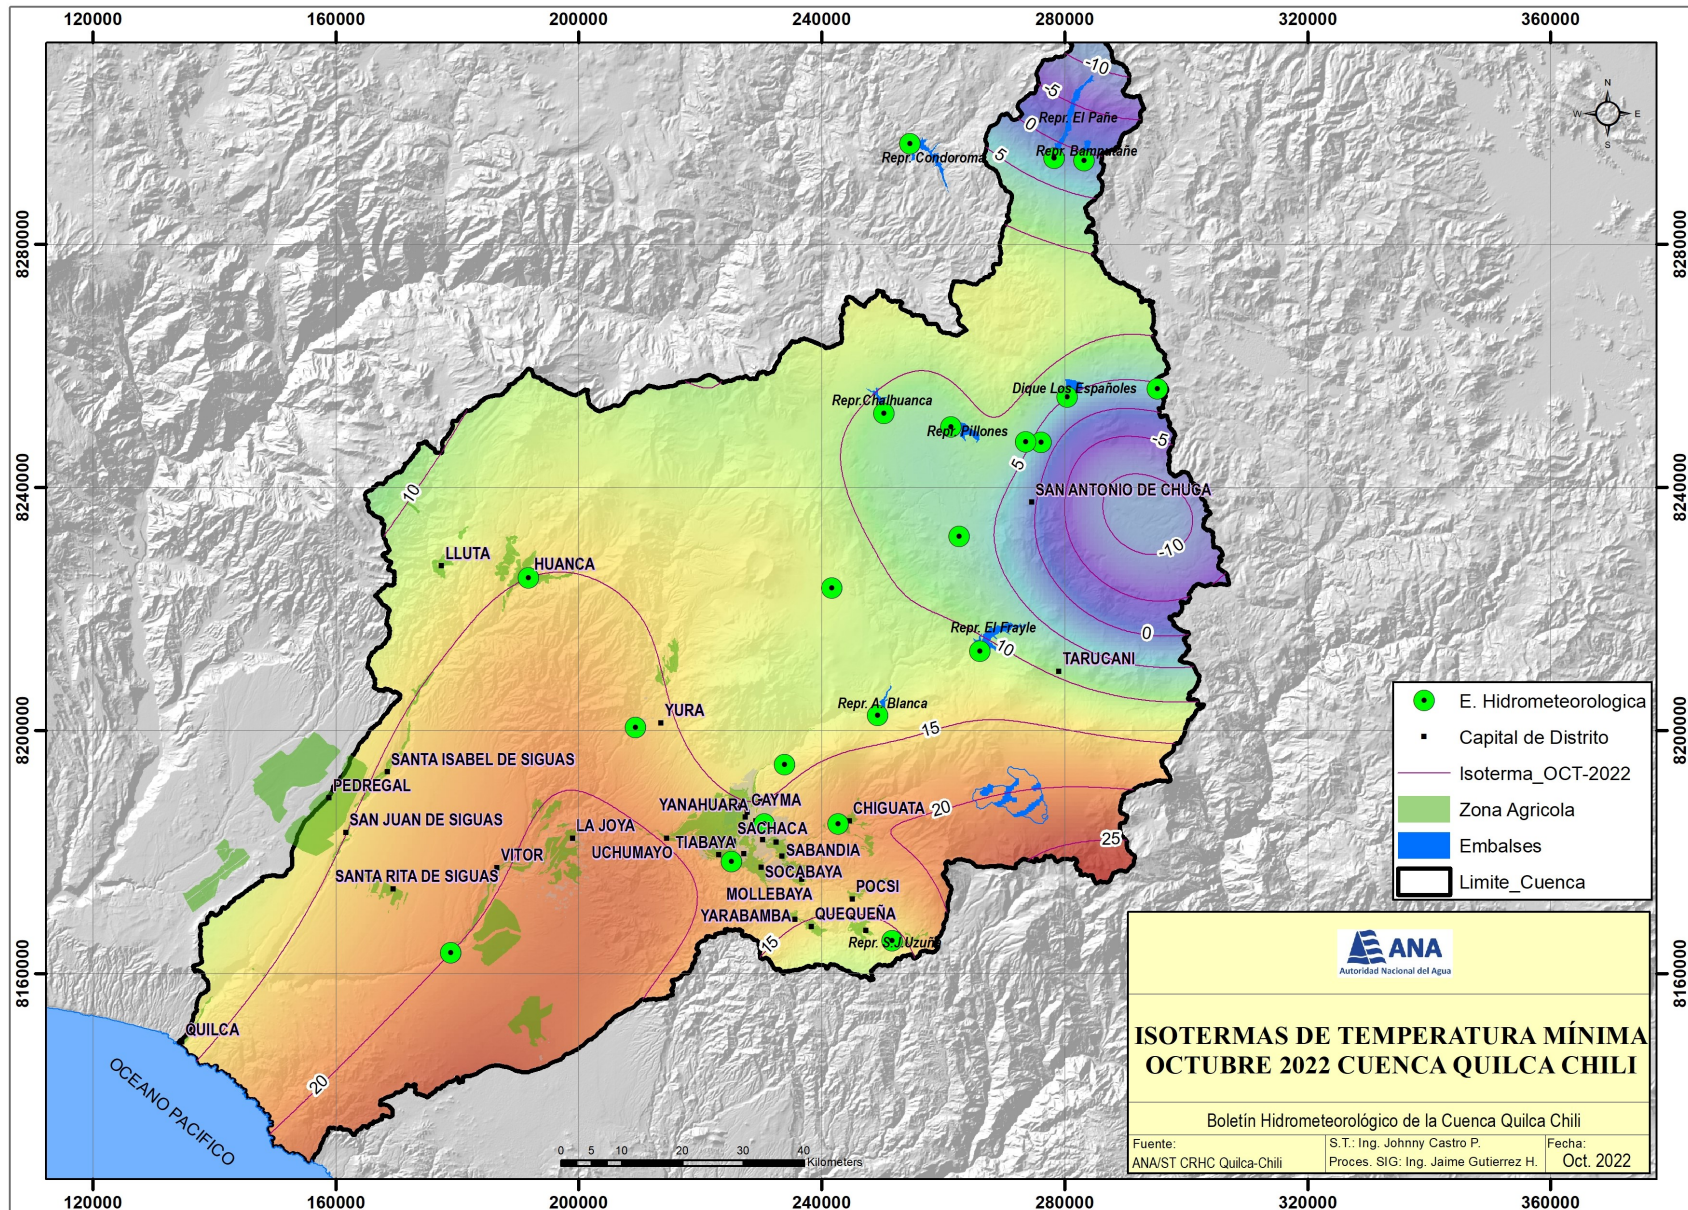 120000 160000 200000 240000 280000 320000 360000
N
W E
S
-10
-5
Repr. El Pañe
0
Repr. Bamputañe
5
Repr. Condoroma
8280000 8280000
Dique Los Españoles
Repr.Chalhuanca
Repr. Pillones
-5
5
8240000 8240000
SAN ANTONIO DE CHUCA
10
-10
LLUTA
HUANCA
Repr. El Frayle
0
10
TARUCANI
Repr. A. Blanca
YURA
8200000 8200000
15
SANTA ISABEL DE SIGUAS
PEDREGAL
YANAHUARA CAYMA
CHIGUATA
20
SAN JUAN DE SIGUAS
LA JOYA
SACHACA
TIABAYA
25
UCHUMAYO
SABANDIA
VITOR
SANTA RITA DE SIGUAS
SOCABAYA
POCSI
MOLLEBAYA
YARABAMBA
QUEQUEÑA
15
Repr. S.J.Uzuña
8160000 8160000
QUILCA
20
OCEANO PACIFICO
0 5 10 20 30 40
Kilometers
E. Hidrometeorologica
Capital de Distrito
Isoterma_OCT-2022
Zona Agricola
Embalses
Limite_Cuenca
ANA
Autoridad Nacional del Agua
ISOTERMAS DE TEMPERATURA MÍNIMA
OCTUBRE 2022 CUENCA QUILCA CHILI
Boletín Hidrometeorológico de la Cuenca Quilca Chili
Fuente:
ANA/ST CRHC Quilca-Chili
S.T.: Ing. Johnny Castro P.
Proces. SIG: Ing. Jaime Gutierrez H.
Fecha:
Oct. 2022
120000 160000 200000 240000 280000 320000 360000